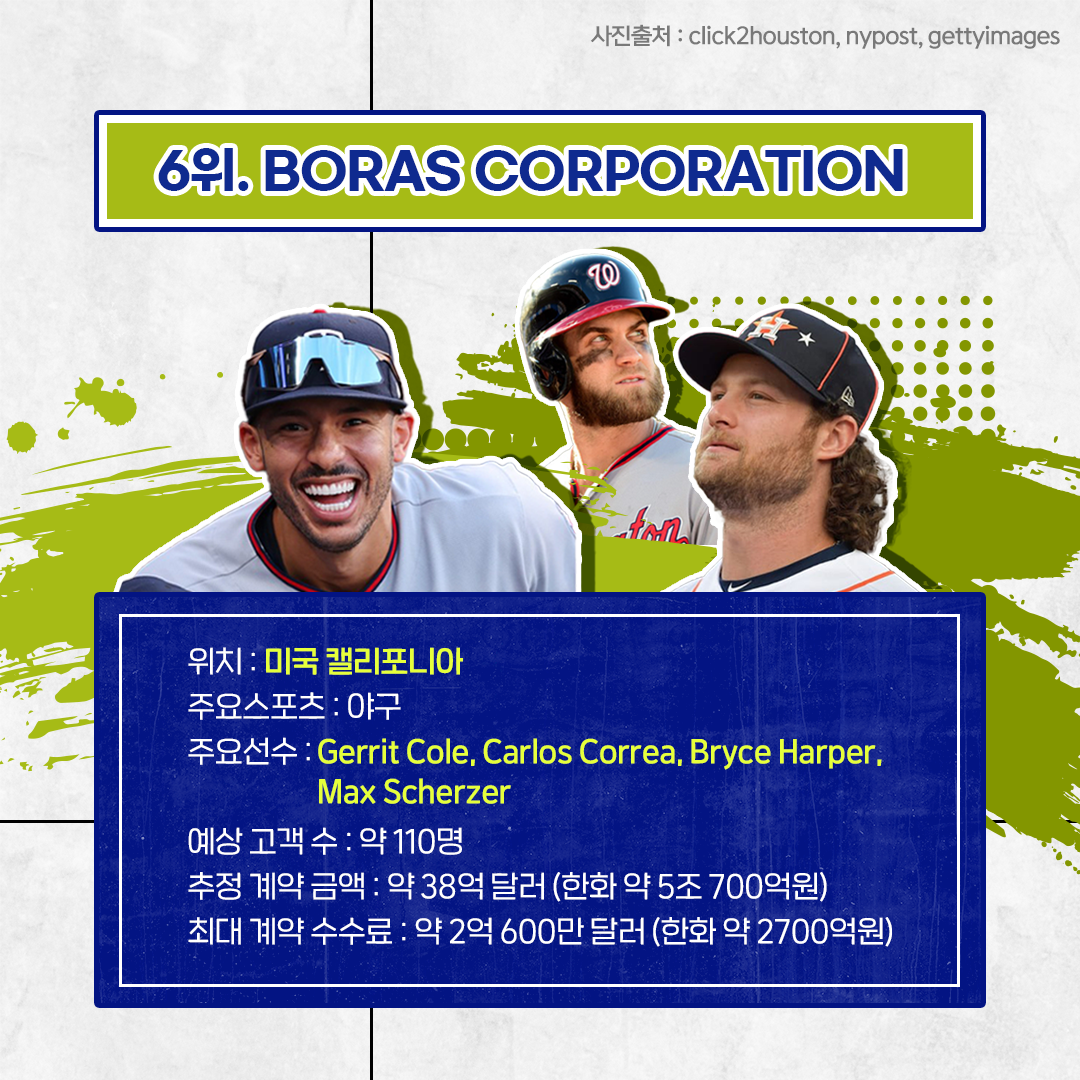 사진출처 : click2houston, nypost, gettyimages
6위. BORAS CORPORATION
W
H
ton
위치 : 미국 캘리포니아
주요스포츠 : 야구
주요선수 : Gerrit Cole, Carlos Correa, Bryce Harper,
Max Scherzer
예상 고객 수 : 약 110명
추정 계약 금액 : 약 38억 달러 (한화 약 5조 700억원)
최대 계약 수수료 : 약 2억 600만 달러 (한화 약 2700억원)